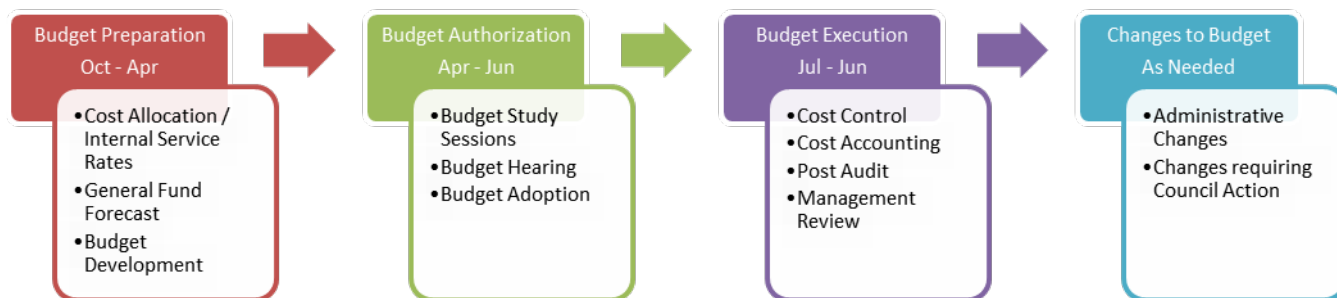 Budget Preparation
Oct - Apr
•Cost Allocation /
Internal Service
Rates
•General Fund
Forecast
•Budget
Development
Budget Authorization
Apr - Jun
•Budget Study
Sessions
•Budget Hearing
•Budget Adoption
Budget Execution
Jul - Jun
•Cost Control
•Cost Accounting
•Post Audit
•Management
Review
Changes to Budget
As Needed
•Administrative
Changes
•Changes requiring
Council Action